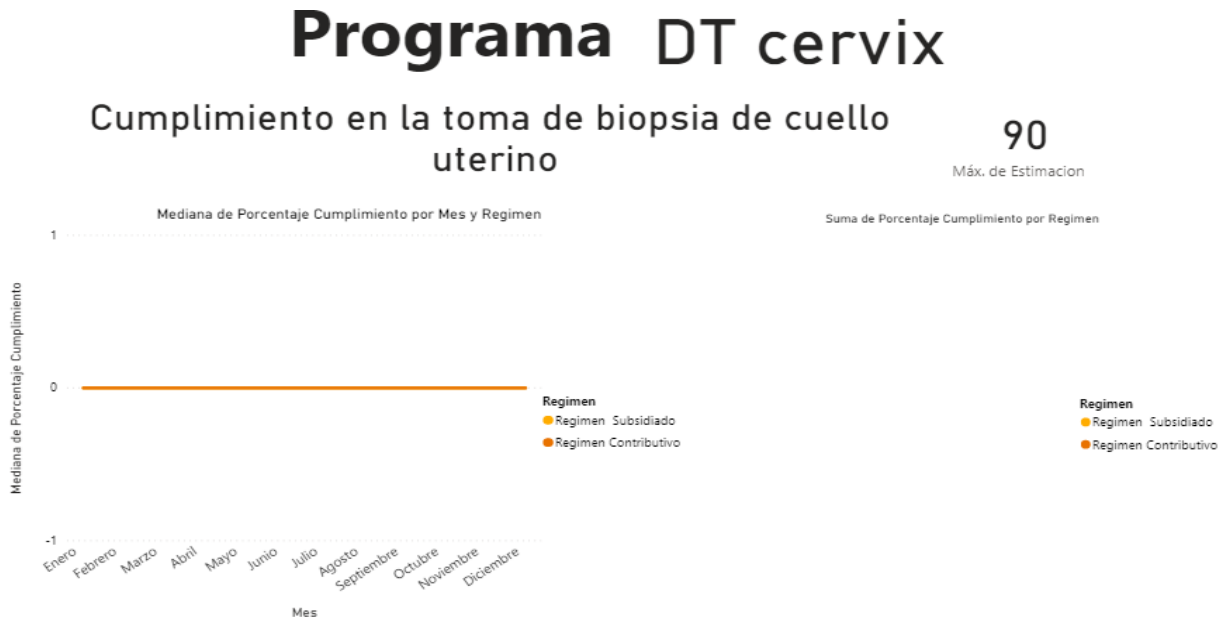 Programa DT cervix
Cumplimiento en la toma de biopsia de cuello
uterino
90
Máx. de Estimacion
Mediana de Porcentaje Cumplimiento por Mes y Regimen
1
0
-1
Mediana de Porcentaje Cumplimiento
Enero
Febrero
Marzo
Abril
Mayo
Junio
Julio
Agosto
Septiembre
Octubre
Noviembre
Diciembre
Mes
Regimen
Regimen Subsidiado
Regimen Contributivo
Suma de Porcentaje Cumplimiento por Regimen
Regimen
Regimen Subsidiado
Regimen Contributivo